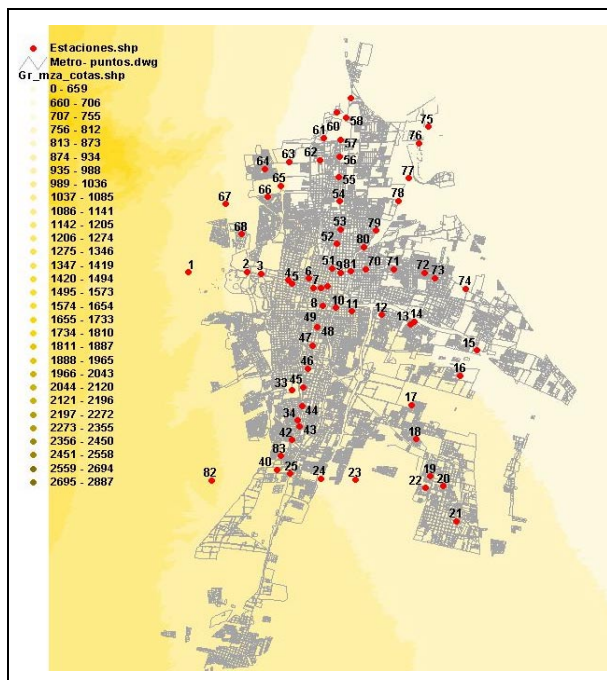 Estaciones.shp
Metro- puntos.dwg
Gr_mza_cotas.shp
0 - 659
660 - 706
707 - 755
756 - 812
813 - 873
874 - 934
935 - 988
989 - 1036
1037 - 1085
1086 - 1141
1142 - 1205
1206 - 1274
1275 - 1346
1347 - 1419
1420 - 1494
1495 - 1573
1574 - 1654
1655 - 1733
1734 - 1810
1811 - 1887
1888 - 1965
1966 - 2043
2044 - 2120
2121 - 2196
2197 - 2272
2273 - 2355
2356 - 2450
2451 - 2558
2559 - 2694
2695 - 2887
58
60
75
61
57
76
62
56
63
64
55
77
65
66
54
78
67
68
53
79
52
80
1
2
3
4
5
6
7
51
9
81
70
71
72
73
74
8
10
11
12
13
14
49
48
47
15
46
16
33
45
44
17
34
43
42
18
83
40
25
24
23
82
19
22
20
21